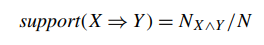 support(X ⇒ Y) = N_{X∧Y}/N